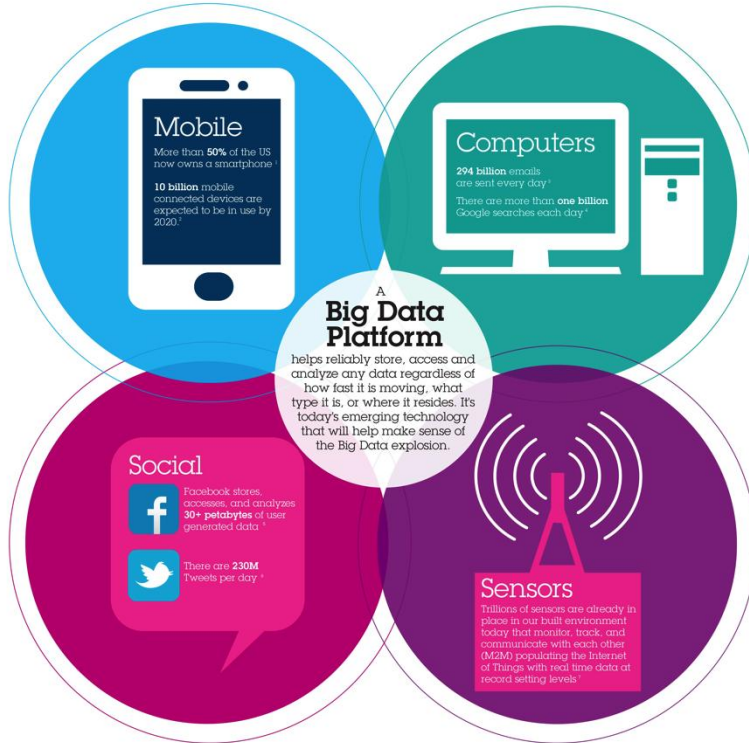 Mobile
More than 50% of the US
now owns a smartphone 1
10 billion mobile
connected devices are
expected to be in use by
2020.2
Computers
294 billion emails
are sent every day 3
There are more than one billion
Google searches each day 4
A
Big Data
Platform
helps reliably store, access and
analyze any data regardless of
how fast it is moving, what
type it is, or where it resides. It's
today's emerging technology
that will help make sense of
the Big Data explosion.
Social
Facebook stores,
accesses, and analyzes
30+ petabytes of user
generated data 5
There are 230M
Tweets per day
Sensors
Trillions of sensors are already in
place in our built environment
today that monitor, track, and
communicate with each other
(M2M) populating the Internet
of Things with real time data at
record setting levels 7